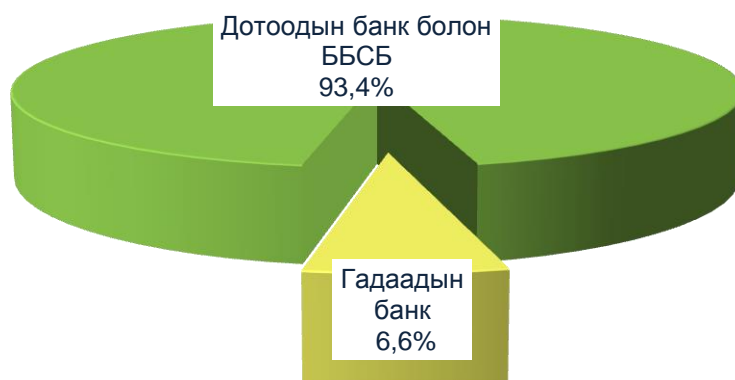 Дотоодын банк болон
ББСБ
93,4%
Гадаадын
банк
6,6%